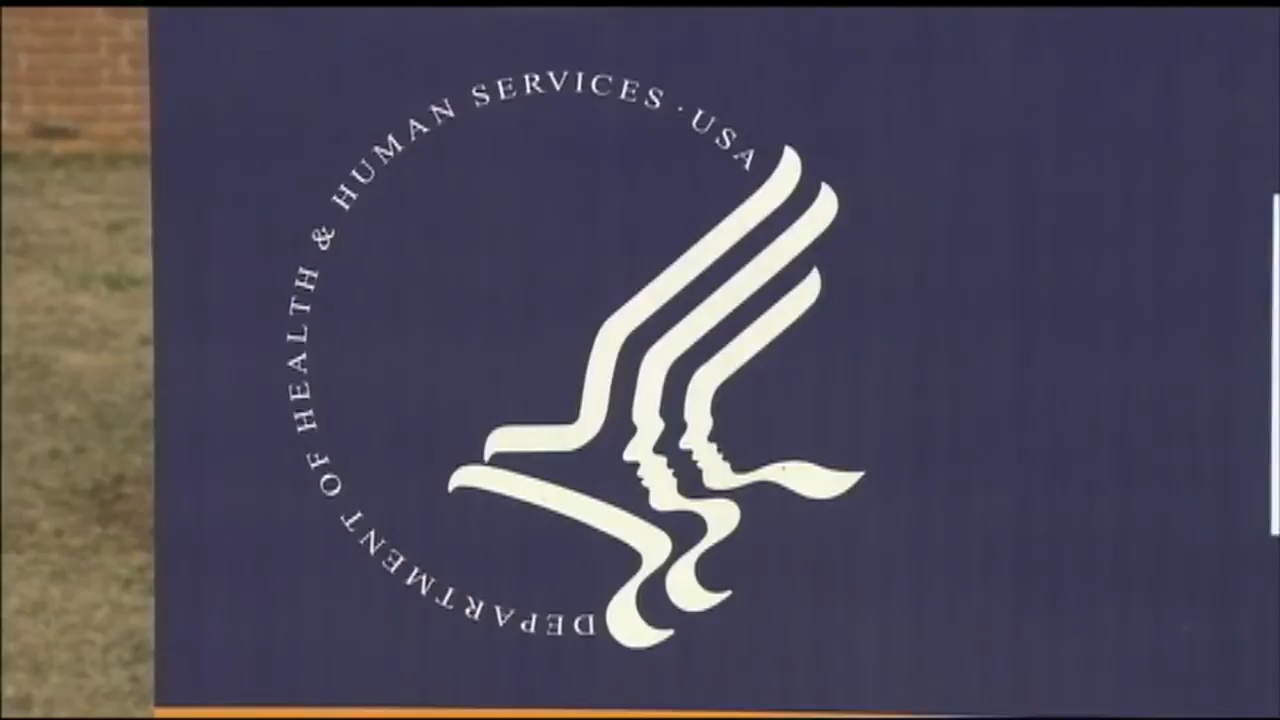 DEPARTMENT OF HEALTH & HUMAN SERVICES · USA